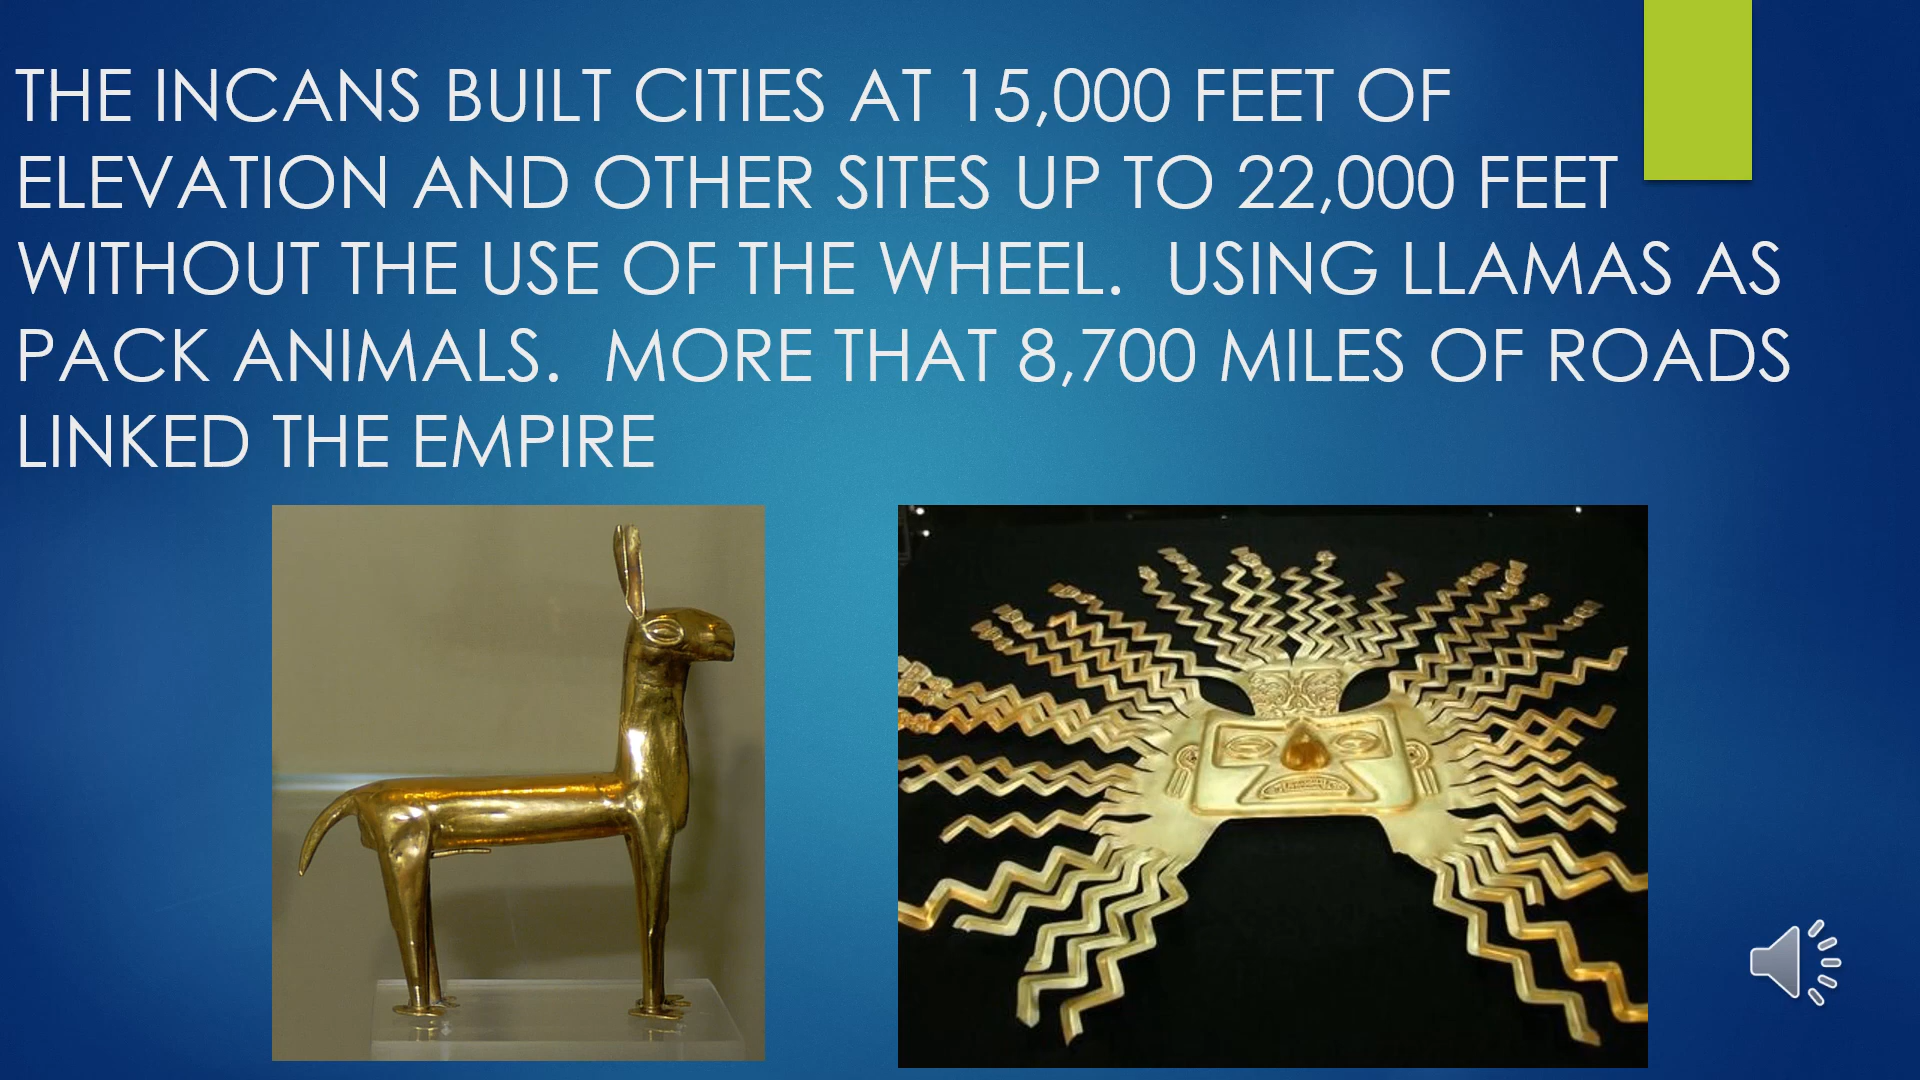 THE INCANS BUILT CITIES AT 15,000 FEET OF
ELEVATION AND OTHER SITES UP TO 22,000 FEET
WITHOUT THE USE OF THE WHEEL.  USING LLAMAS AS
PACK ANIMALS.  MORE THAT 8,700 MILES OF ROADS
LINKED THE EMPIRE